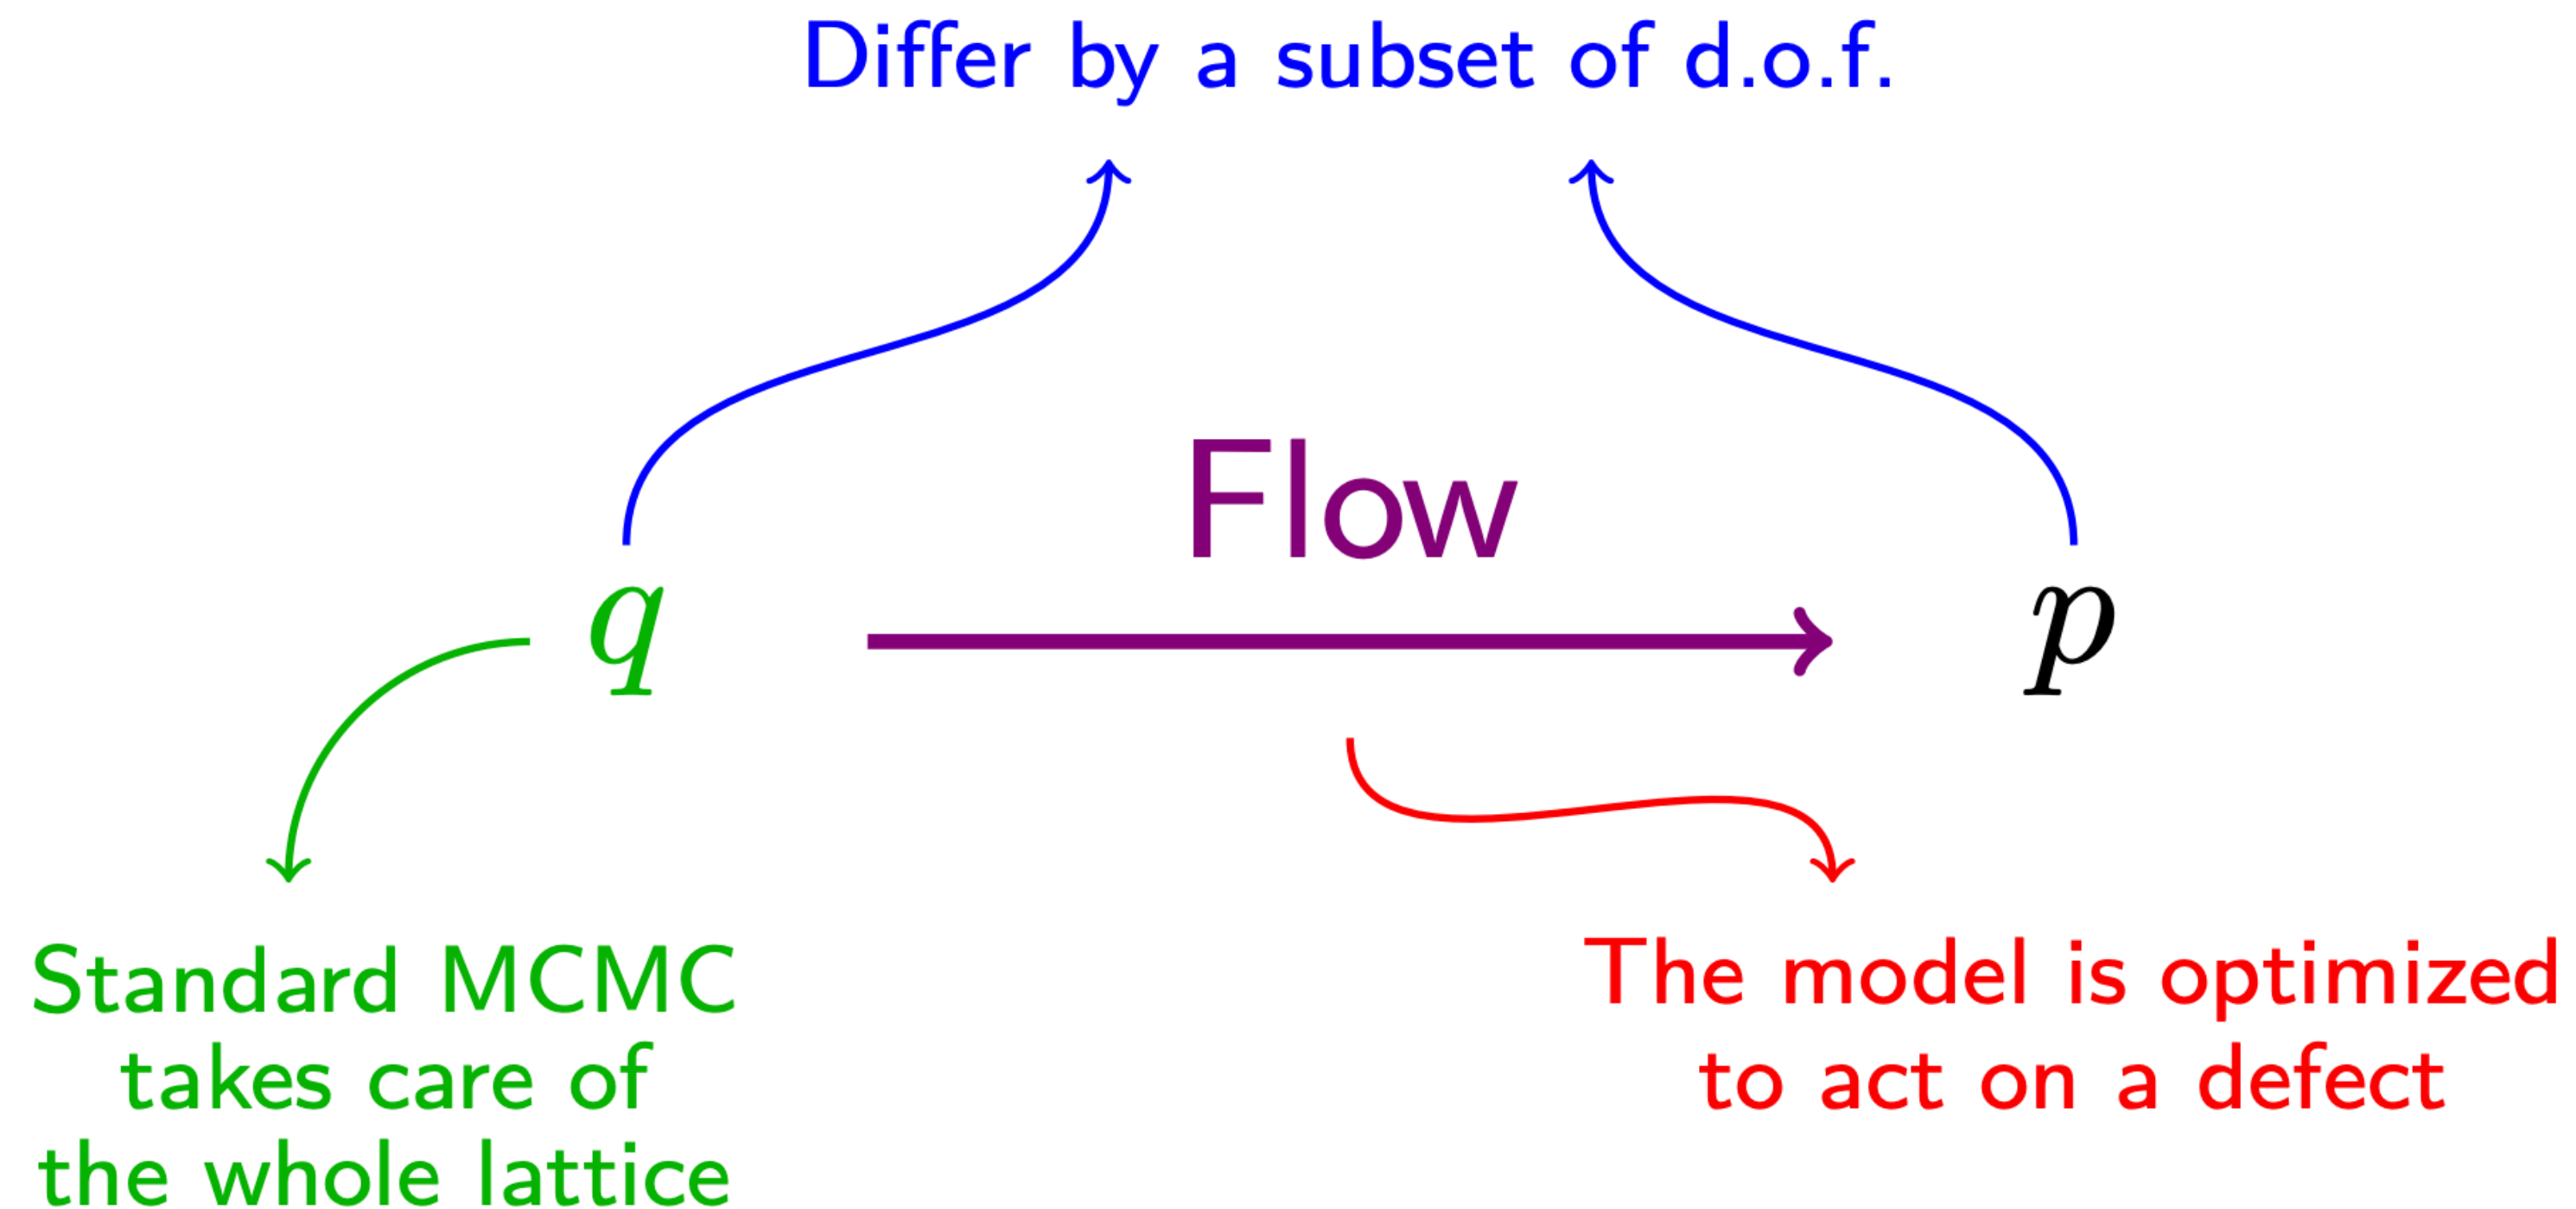 Differ by a subset of d.o.f.
Flow
q
p
Standard MCMC
takes care of
the whole lattice
The model is optimized
to act on a defect